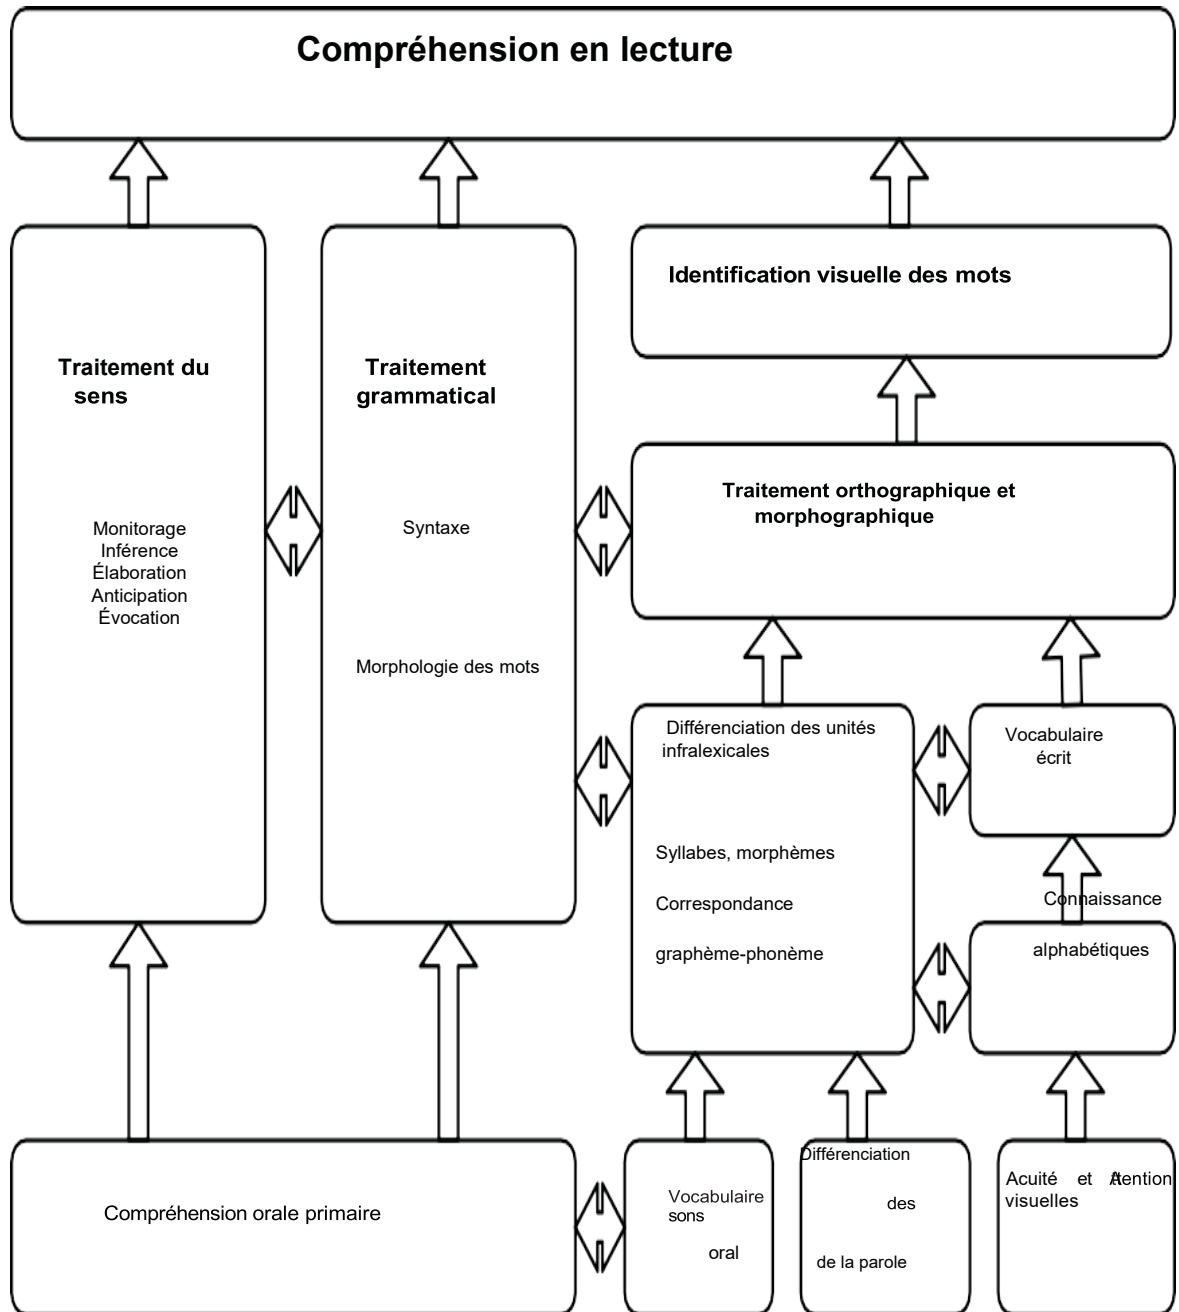 Compréhension en lecture
Identification visuelle des mots
Traitement du
sens
Traitement
grammatical
Traitement orthographique et
morphographique
Monitorage
Inférence
Élaboration
Anticipation
Évocation
Syntaxe
Morphologie des mots
Différenciation des unités
infralexicales
Syllabes, morphèmes
Correspondance
graphème-phonème
Vocabulaire
écrit
Connaissance
alphabétiques
Compréhension orale primaire
Vocabulaire
sons
oral
Différenciation
des
de la parole
Acuité et Attention
visuelles